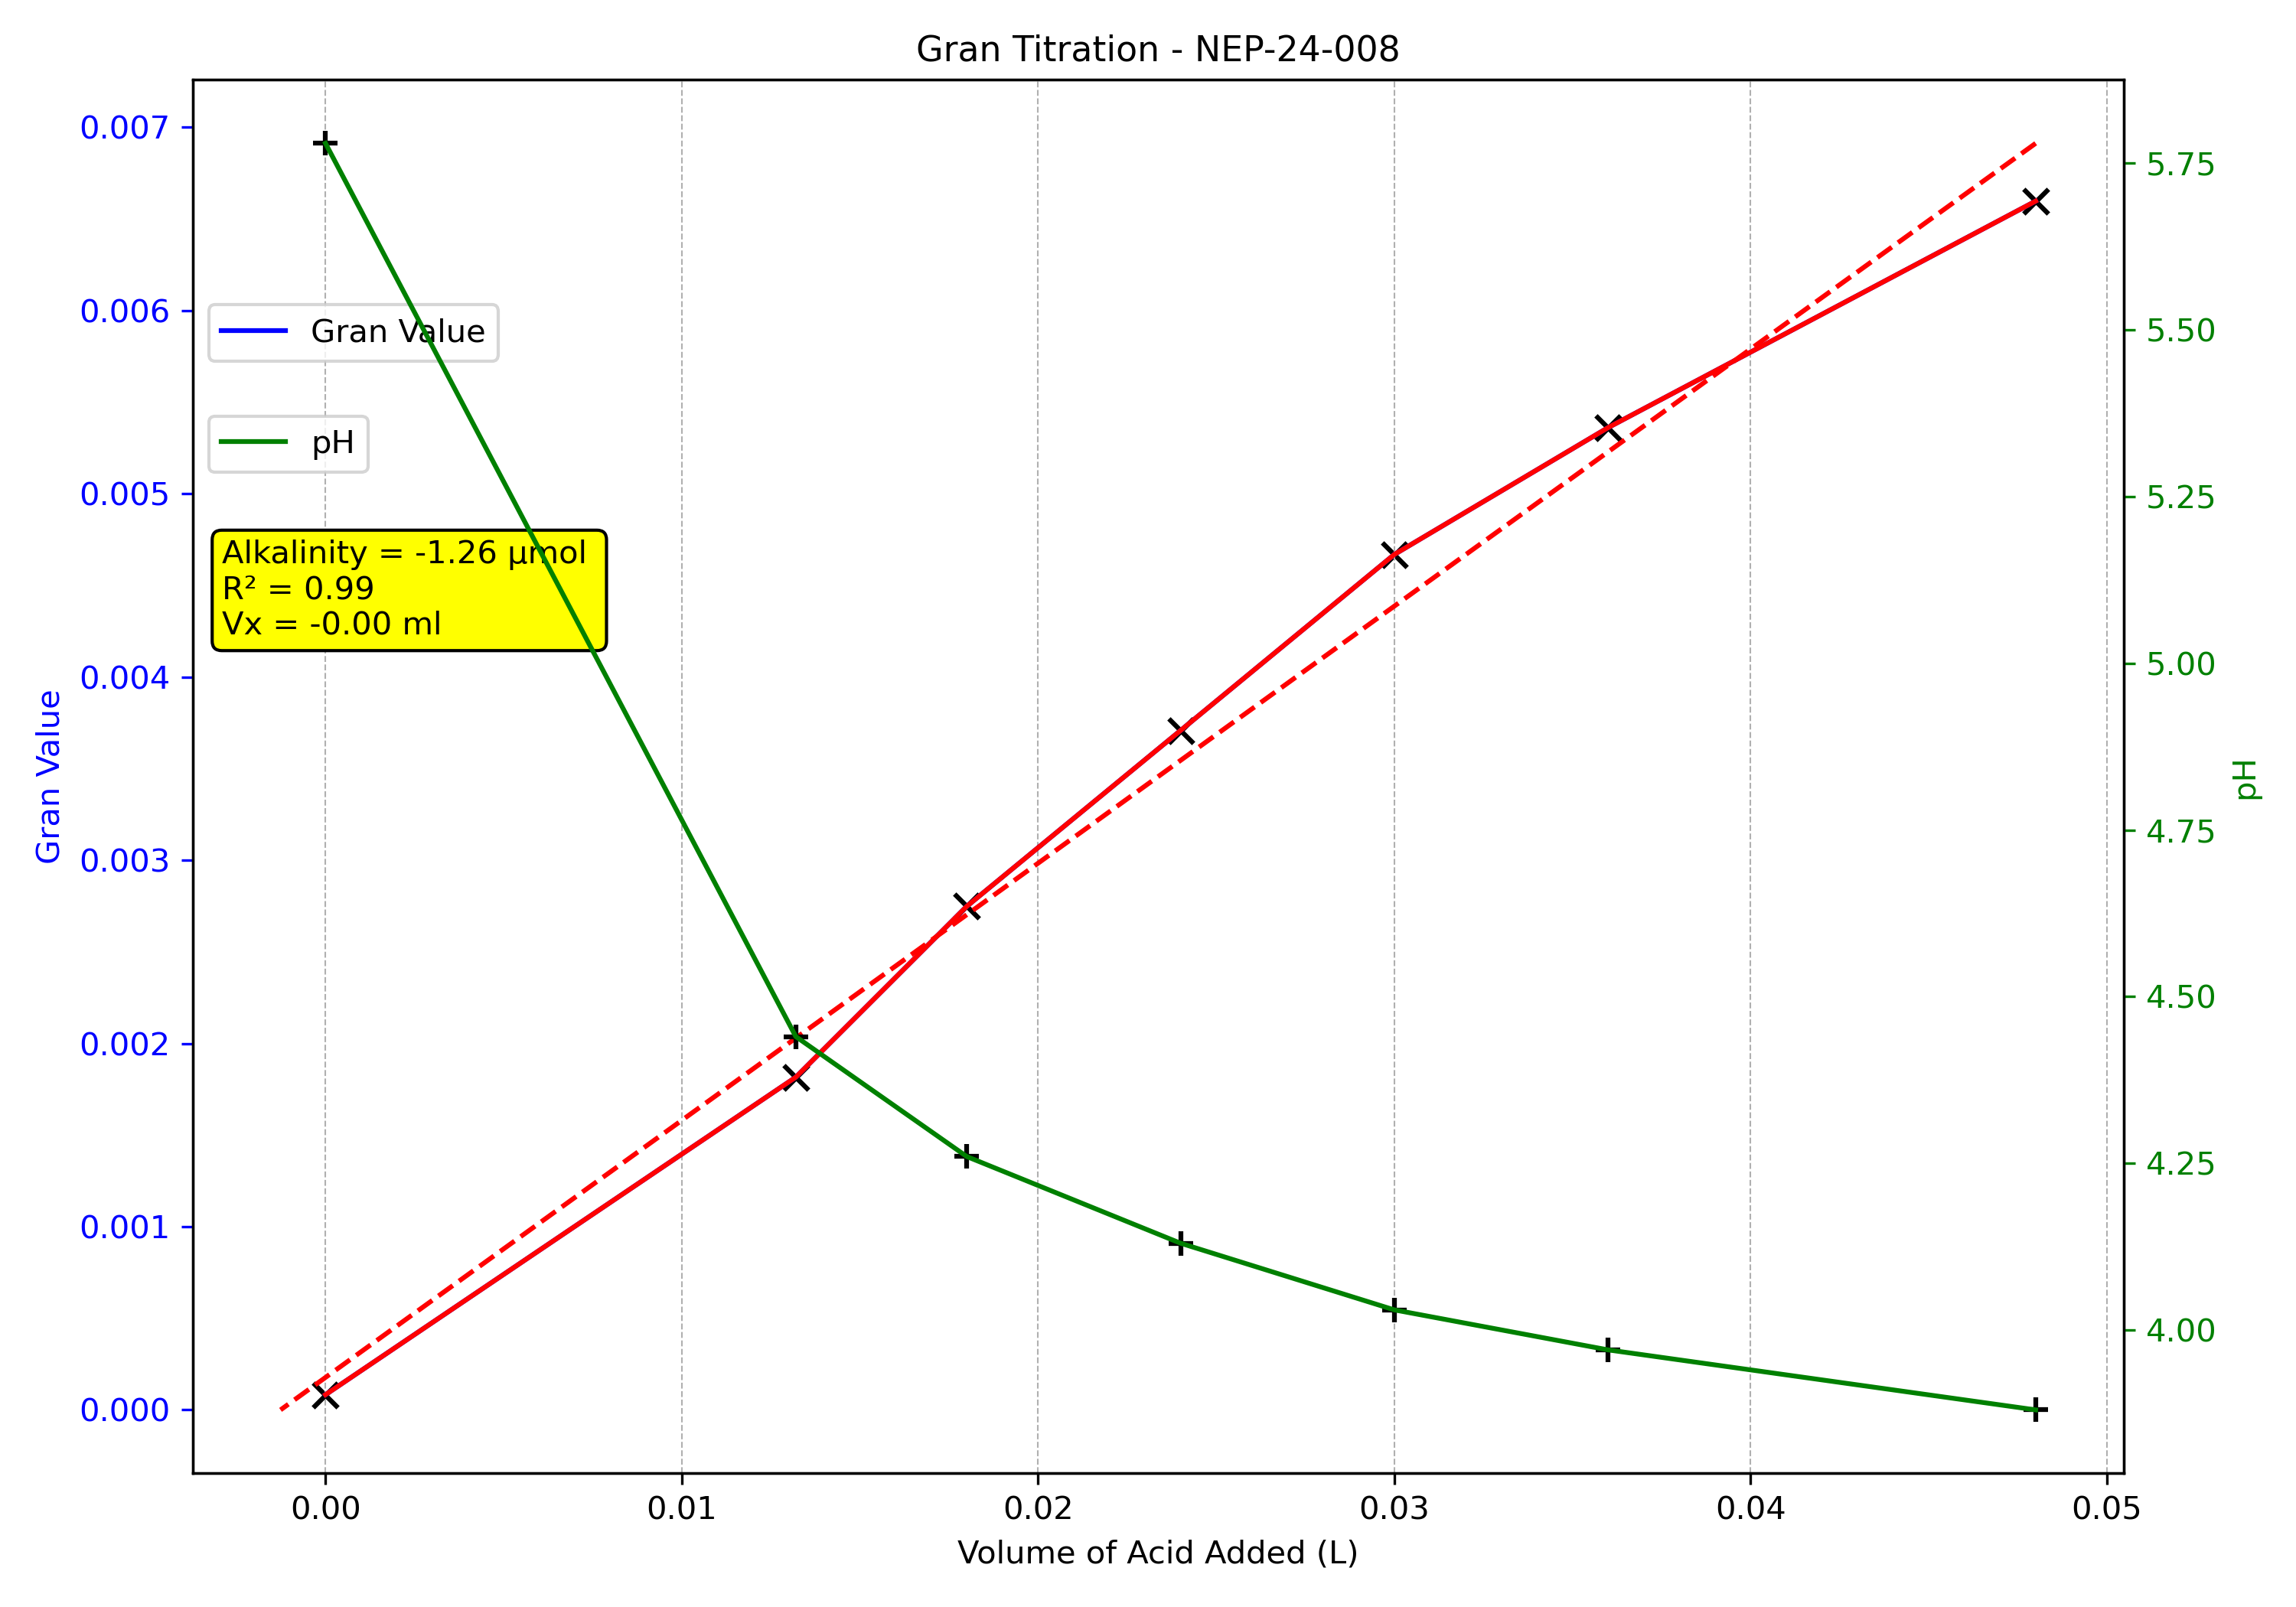 Gran Titration - NEP-24-008
0.007
0.006
0.005
0.004
0.003
0.002
0.001
0.000
Gran Value
Gran Value
pH
Alkalinity = -1.26 µmol
R² = 0.99
Vx = -0.00 ml
5.75
5.50
5.25
5.00
4.75
4.50
4.25
4.00
pH
0.00 0.01 0.02 0.03 0.04 0.05
Volume of Acid Added (L)